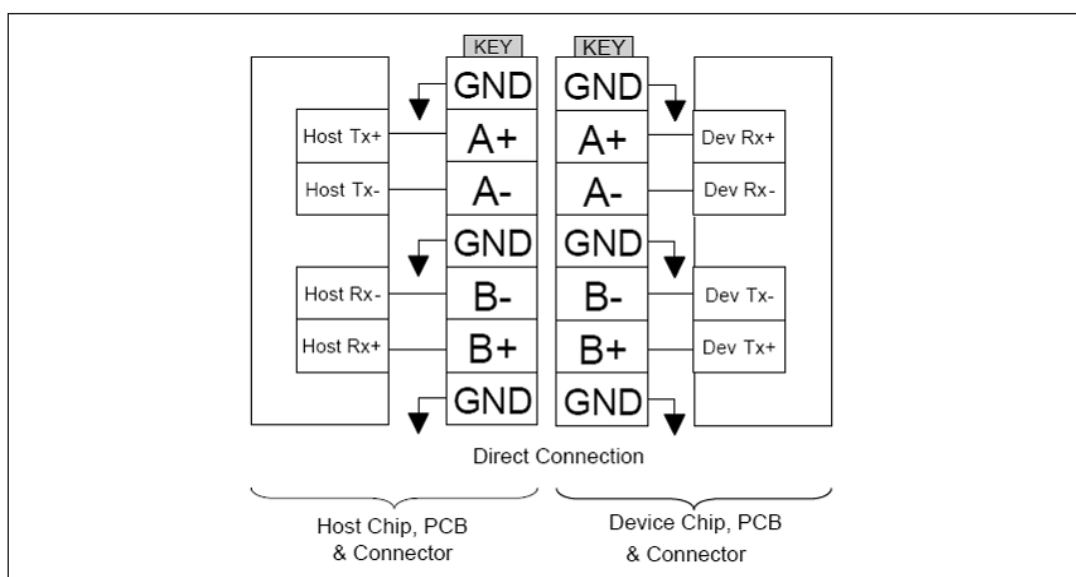 KEY KEY
GND GND
Host Tx+ A+ A+ Dev Rx+
Host Tx- A- A- Dev Rx-
GND GND
Host Rx- B- B- Dev Tx-
Host Rx+ B+ B+ Dev Tx+
GND GND
Direct Connection
Host Chip, PCB
& Connector
Device Chip, PCB
& Connector